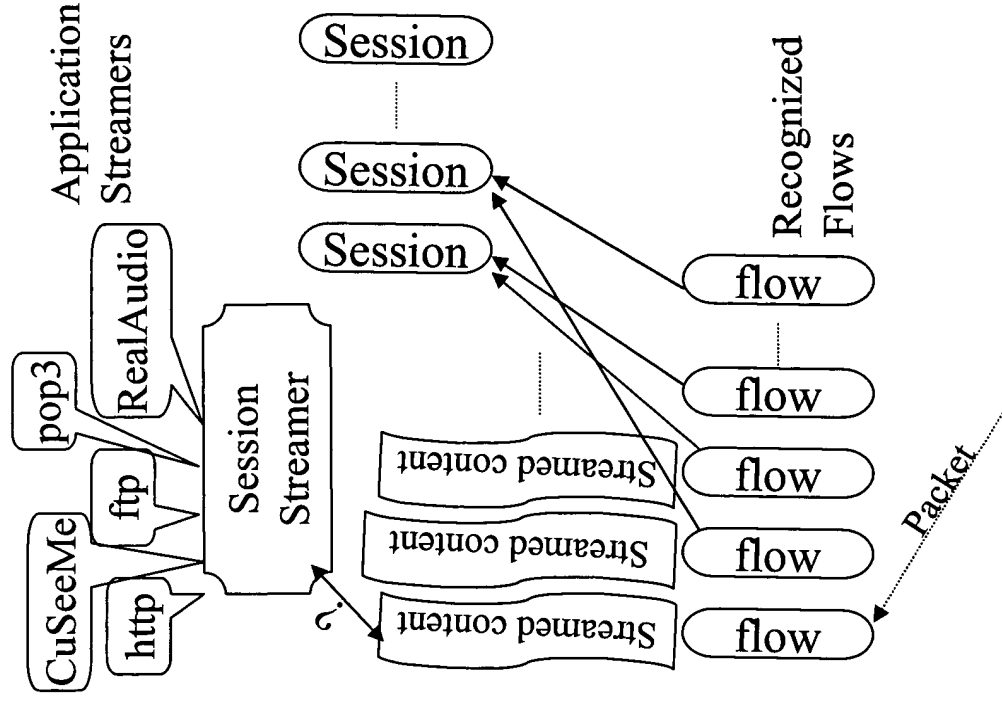 CuSeeMe
http
ftp
pop3
RealAudio
Application
Streamers
Session
Streamer
?
Session
Session
Session
Streamed content
Streamed content
Streamed content
flow
flow
flow
flow
flow
Recognized
Flows
Packet